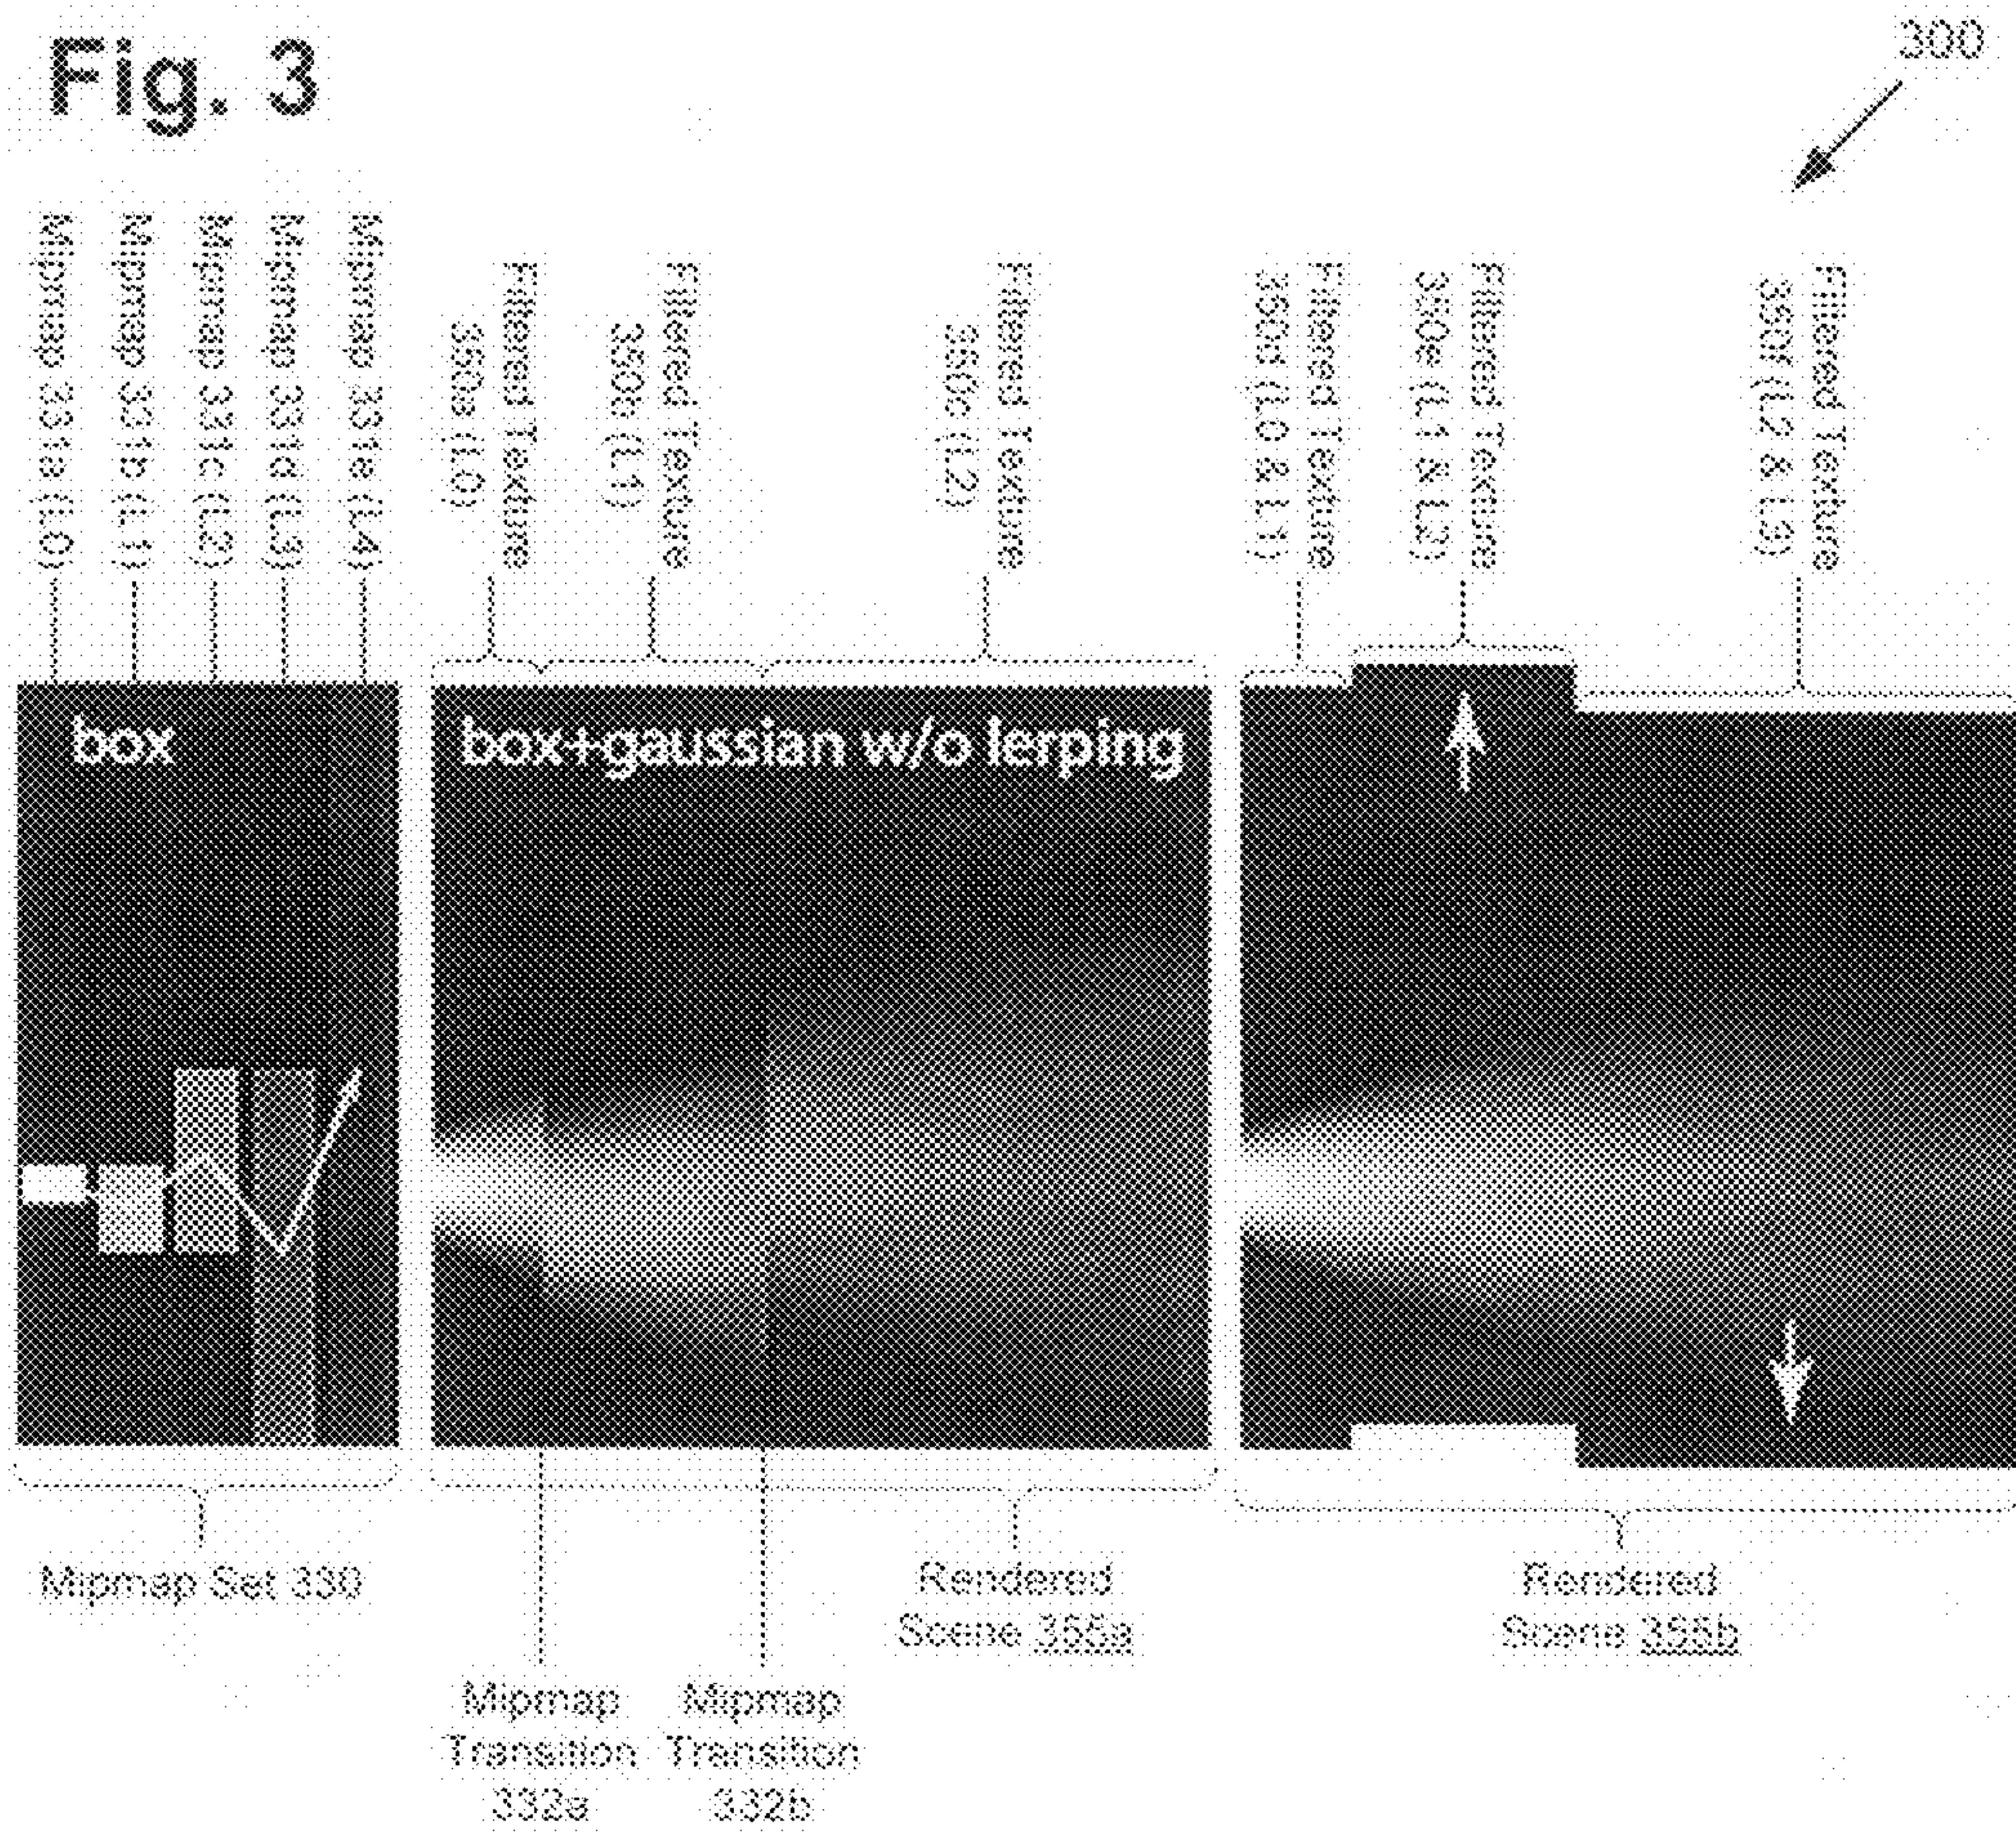 Fig. 3
300
Mipmap 331a (L0)
Mipmap 331b (L1)
Mipmap 331c (L2)
Mipmap 331d (L3)
Mipmap 331e (L4)
Filtered Texture
350a (L0)
Filtered Texture
350b (L1)
Filtered Texture
350c (L2)
Filtered Texture
350d (L0 & L1)
Filtered Texture
350e (L1 & L2)
Filtered Texture
350f (L2 & L3)
box
box+gaussian w/o lerping
Mipmap Set 330
Rendered
Scene 355a
Rendered
Scene 355b
Mipmap
Transition
332a
Mipmap
Transition
332b